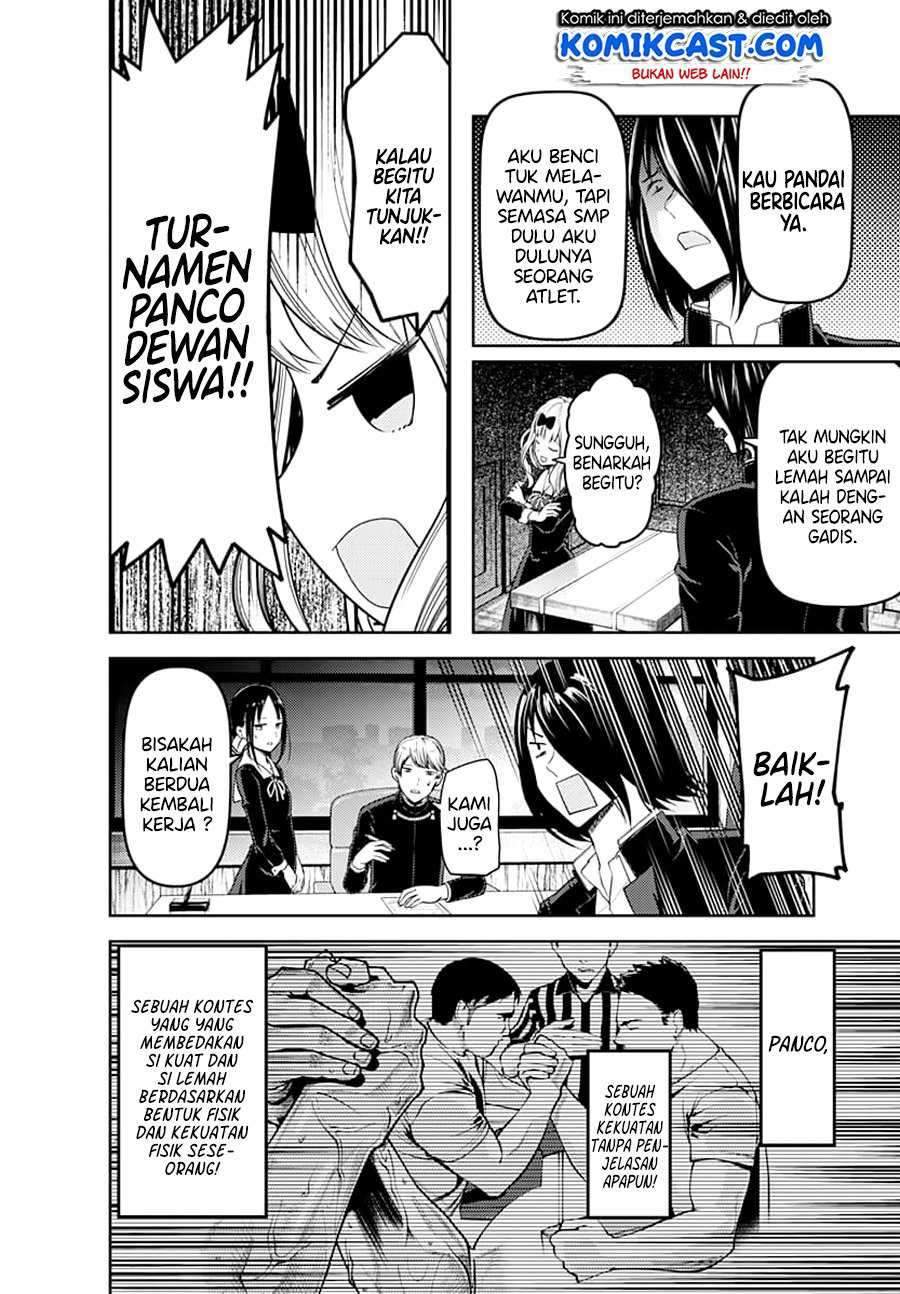 Komik ini diterjemahkan & diedit oleh
KOMIKCAST.COM
BUKAN WEB LAIN!!
KAU PANDAI
BERBICARA
YA.
AKU BENCI
TUK MELA-
WANMU, TAPI
SEMASA SMP
DULU AKU
DULUNYA
SEORANG
ATLET.
TAK MUNGKIN
AKU BEGITU
LEMAH SAMPAI
KALAH DENG-
AN SEORANG
GADIS.
SUNGGUH,
BENARKAH
BEGITU?
KALAU
BEGITU
KITA
TUNJUK-
KAN!!
TUR-
NAMEN
PANCO
DEWAN
SISWA!!
BAIK-
LAH!
KAMI
JUGA
...?
BISAKAH
KALIAN
BERDUA
KEMBALI
KERJA ?
PANCO,
SEBUAH
KONTES
KEKUATAN
TANPA PEN-
JELASAN
APAPUN!
SEBUAH KONTES
YANG YANG
MEMBEDAKAN
SI KUAT DAN
SI LEMAH
BERDASARKAN
BENTUK FISIK
DAN KEKUATAN
FISIK SESE-
ORANG!